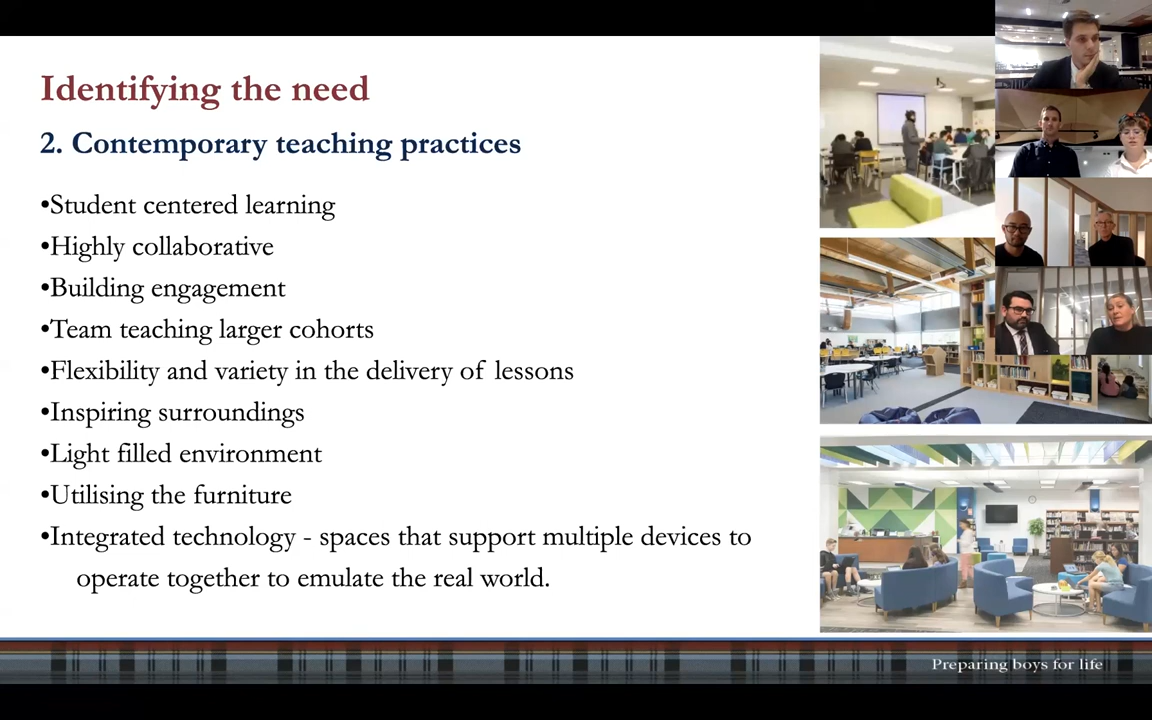 Identifying the need
2. Contemporary teaching practices
•Student centered learning
•Highly collaborative
•Building engagement
•Team teaching larger cohorts
•Flexibility and variety in the delivery of lessons
•Inspiring surroundings
•Light filled environment
•Utilising the furniture
•Integrated technology - spaces that support multiple devices to
operate together to emulate the real world.
Preparing boys for life